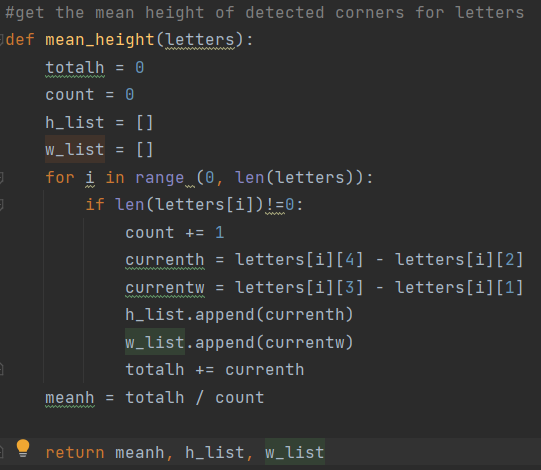 #get the mean height of detected corners for letters
def mean_height(letters):
    totalh = 0
    count = 0
    h_list = []
    w_list = []
    for i in range (0, len(letters)):
        if len(letters[i])!=0:
            count += 1
            currenth = letters[i][4] - letters[i][2]
            currentw = letters[i][3] - letters[i][1]
            h_list.append(currenth)
            w_list.append(currentw)
            totalh += currenth
    meanh = totalh / count
    return meanh, h_list, w_list